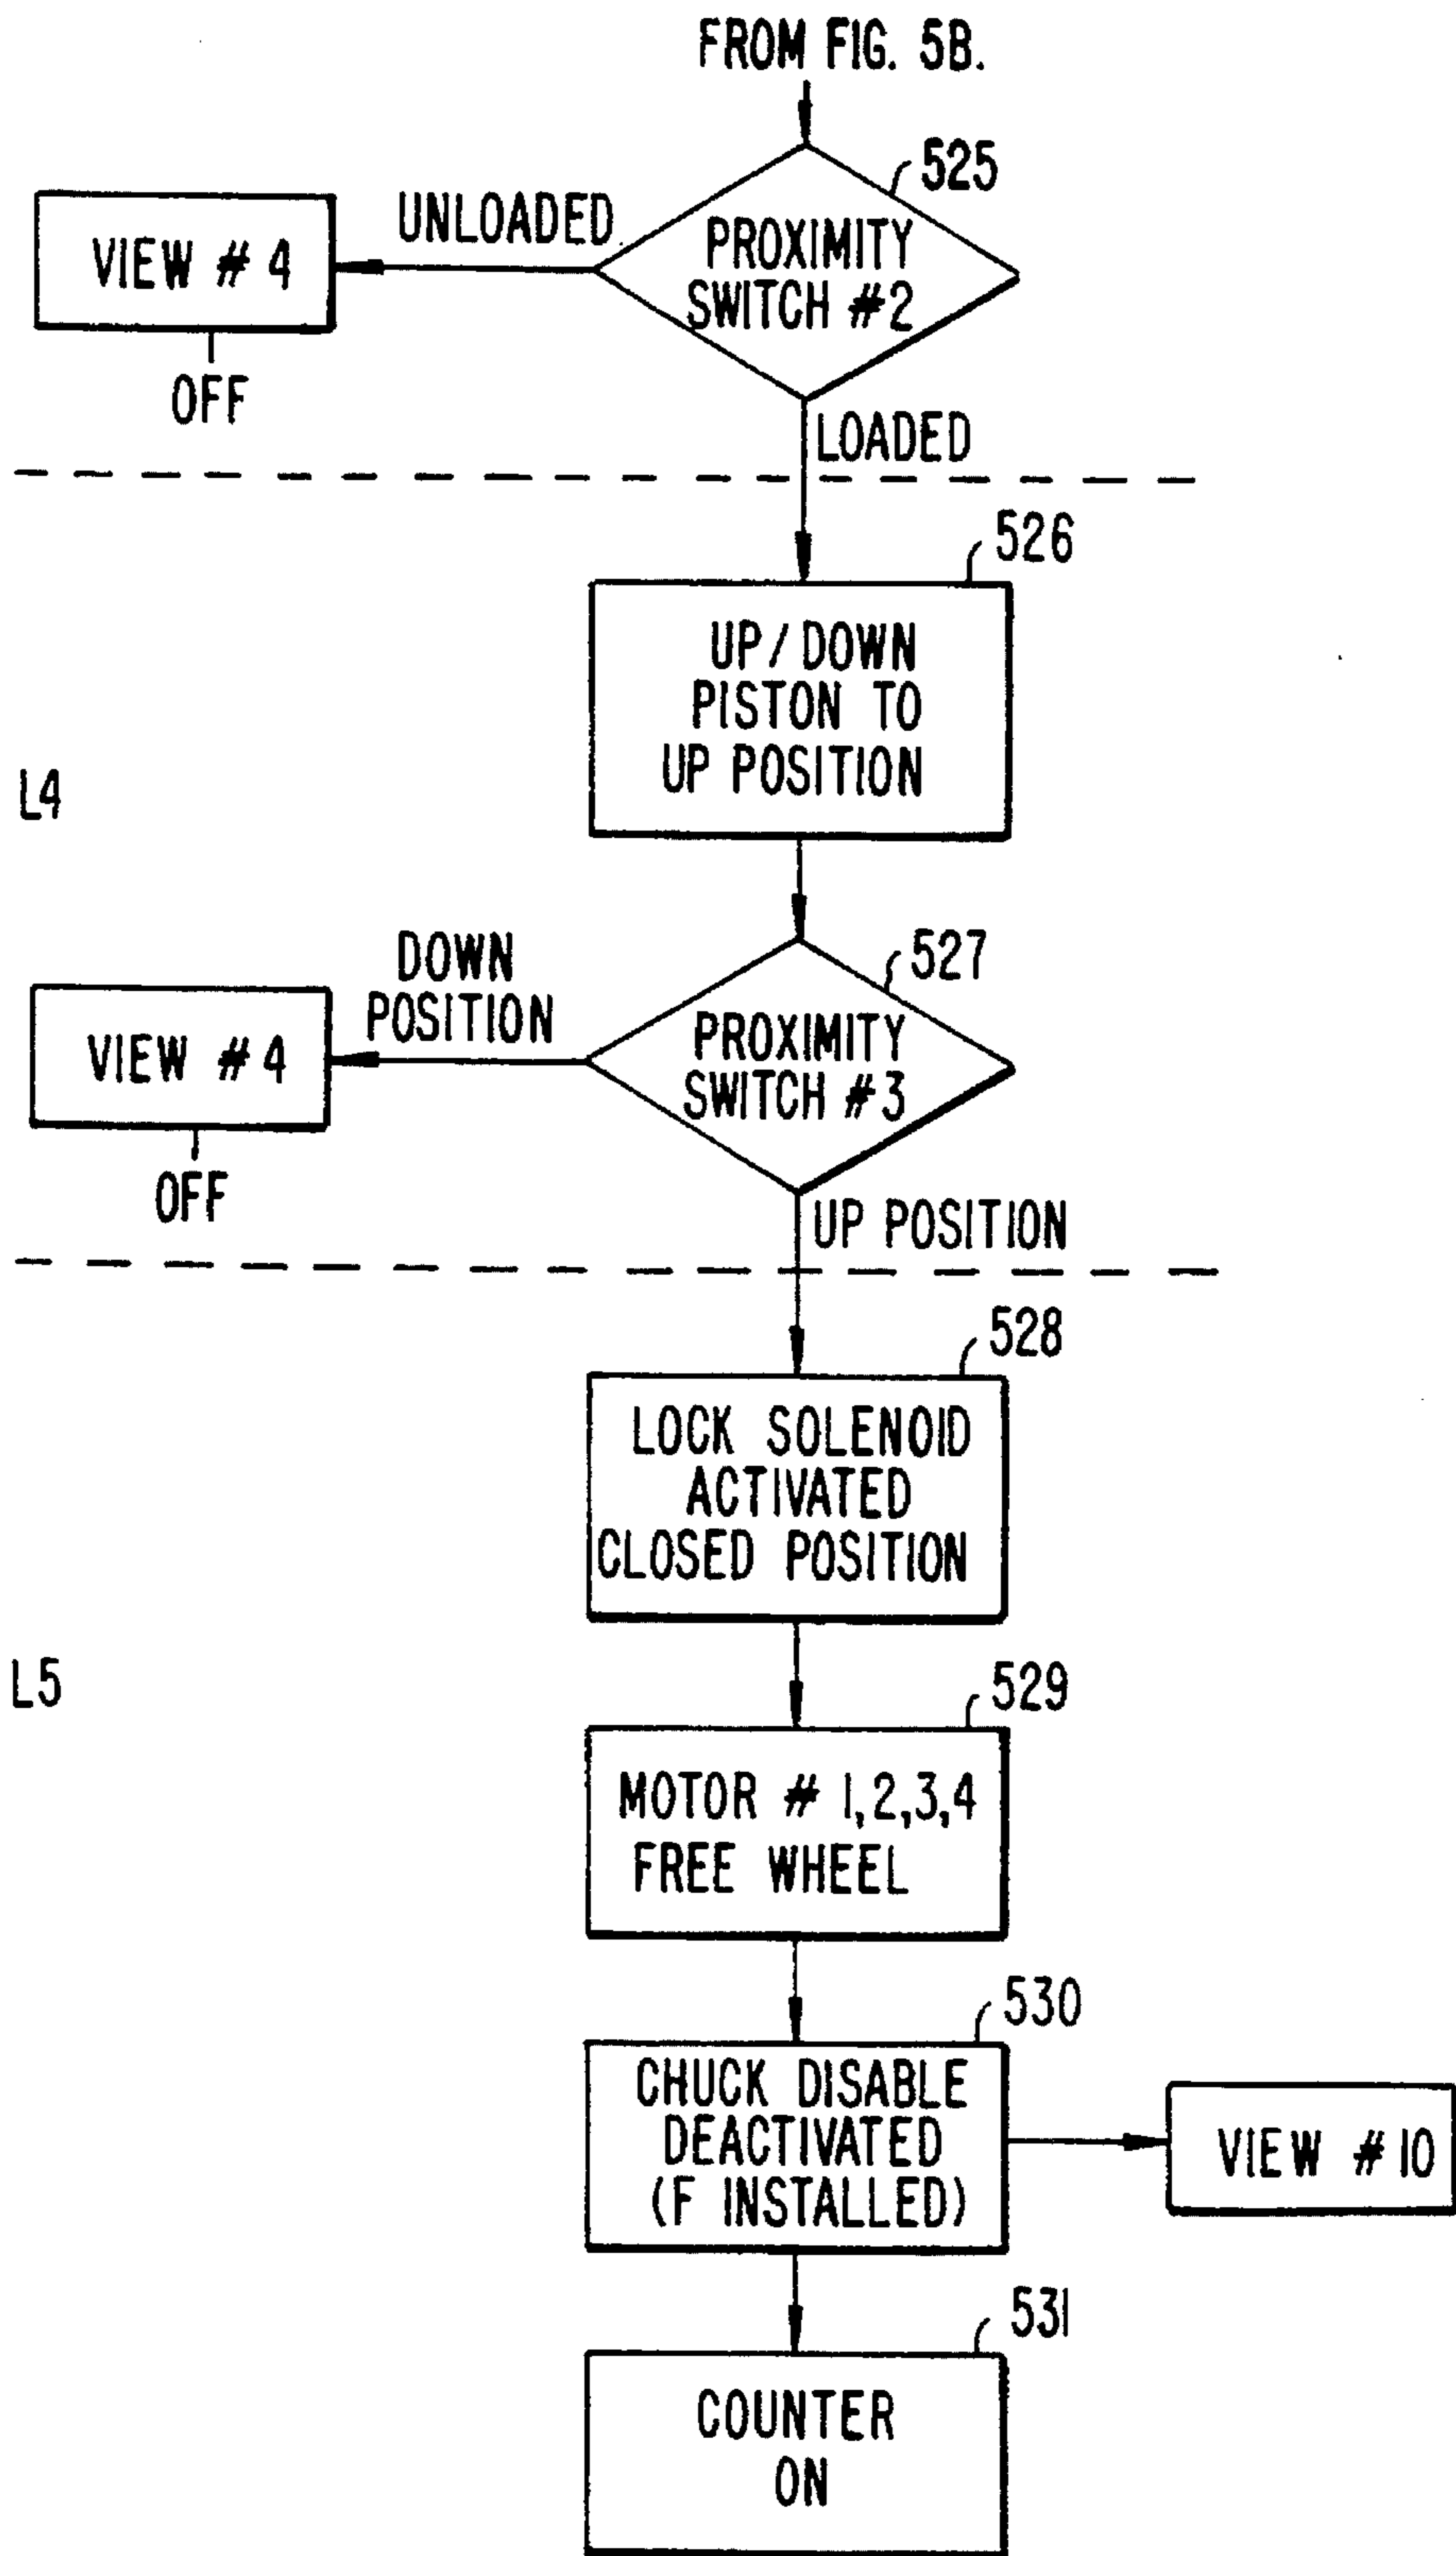 FROM FIG. 5B.
525
UNLOADED
PROXIMITY
SWITCH #2
VIEW # 4
OFF
LOADED
526
UP/DOWN
PISTON TO
UP POSITION
L4
527
DOWN
POSITION
PROXIMITY
SWITCH #3
VIEW # 4
OFF
UP POSITION
528
LOCK SOLENOID
ACTIVATED
CLOSED POSITION
L5
529
MOTOR # 1,2,3,4
FREE WHEEL
530
CHUCK DISABLE
DEACTIVATED
(F INSTALLED)
VIEW #10
531
COUNTER
ON